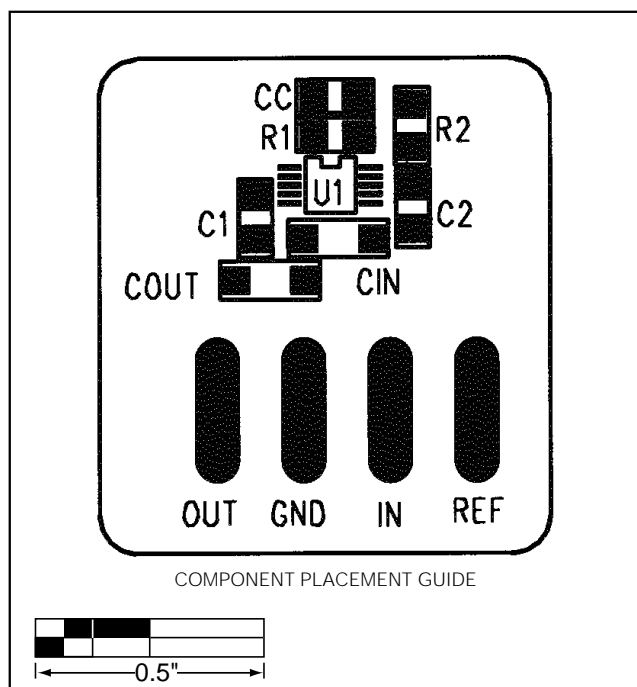 CC
R1
R2
U1
C1
C2
COUT
CIN
OUT GND IN REF
COMPONENT PLACEMENT GUIDE
0.5"